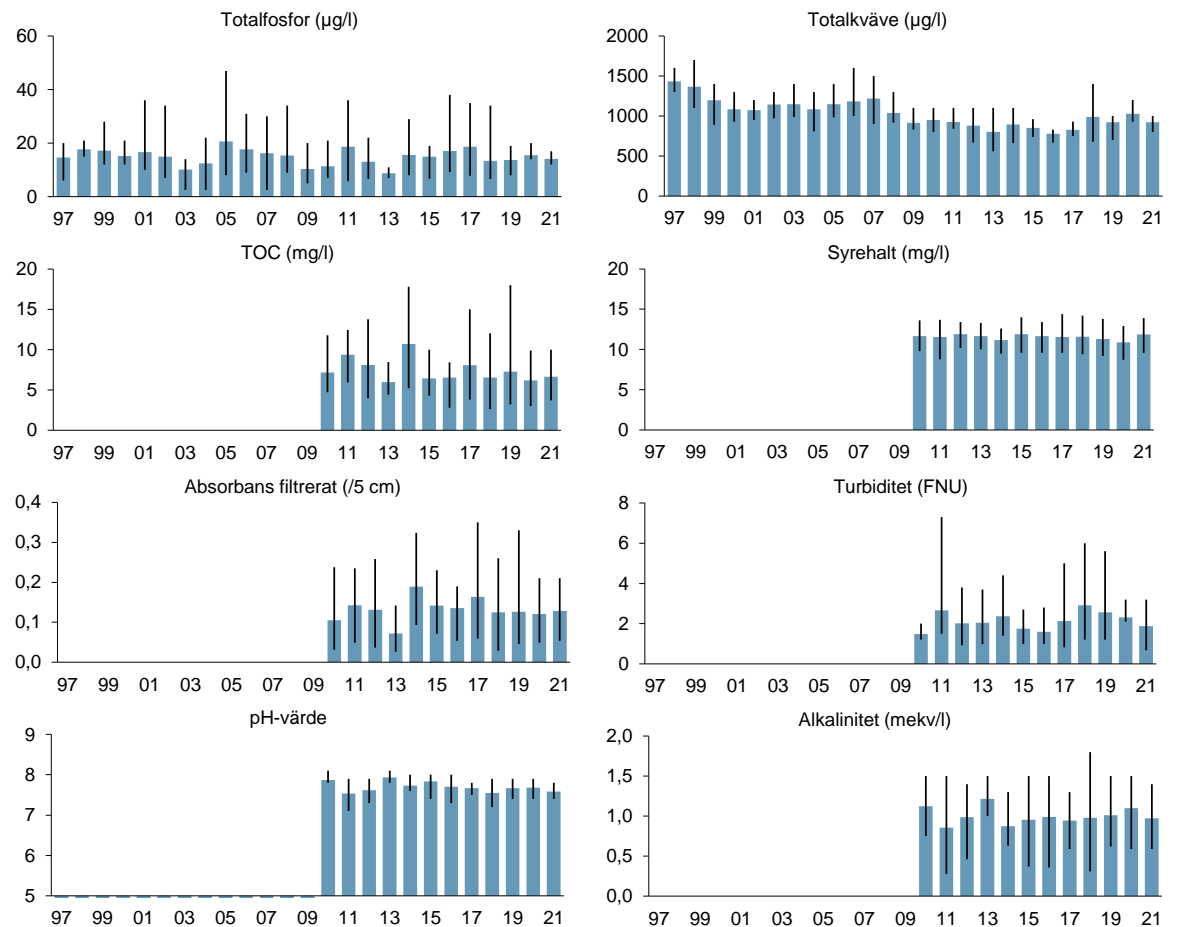 Totalfosfor (µg/l)
60
40
20
0
97 99 01 03 05 07 09 11 13 15 17 19 21
Totalkväve (µg/l)
2000
1500
1000
500
0
97 99 01 03 05 07 09 11 13 15 17 19 21
TOC (mg/l)
20
15
10
5
0
97 99 01 03 05 07 09 11 13 15 17 19 21
Syrehalt (mg/l)
20
15
10
5
0
97 99 01 03 05 07 09 11 13 15 17 19 21
Absorbans filtrerat (/5 cm)
0,4
0,3
0,2
0,1
0,0
97 99 01 03 05 07 09 11 13 15 17 19 21
Turbiditet (FNU)
8
6
4
2
0
97 99 01 03 05 07 09 11 13 15 17 19 21
pH-värde
9
8
7
6
5
97 99 01 03 05 07 09 11 13 15 17 19 21
Alkalinitet (mekv/l)
2,0
1,5
1,0
0,5
0,0
97 99 01 03 05 07 09 11 13 15 17 19 21